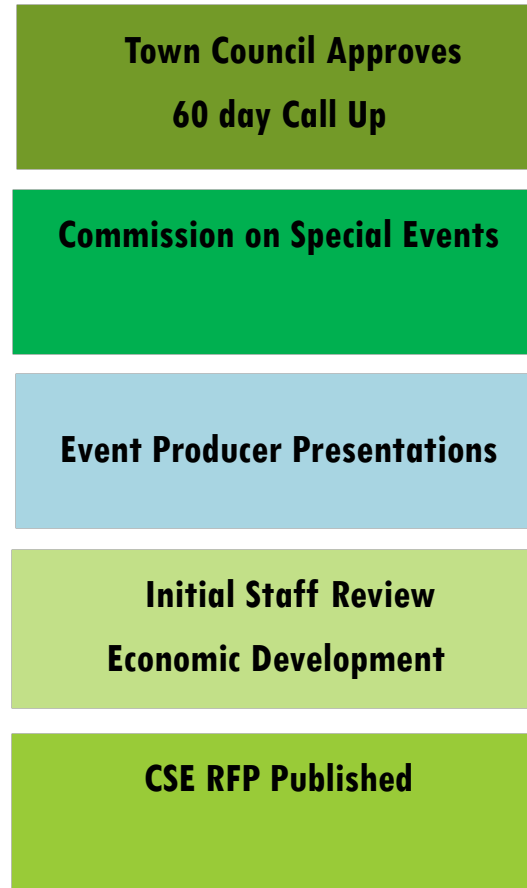 Town Council Approves
60 day Call Up
Commission on Special Events
Event Producer Presentations
Initial Staff Review
Economic Development
CSE RFP Published